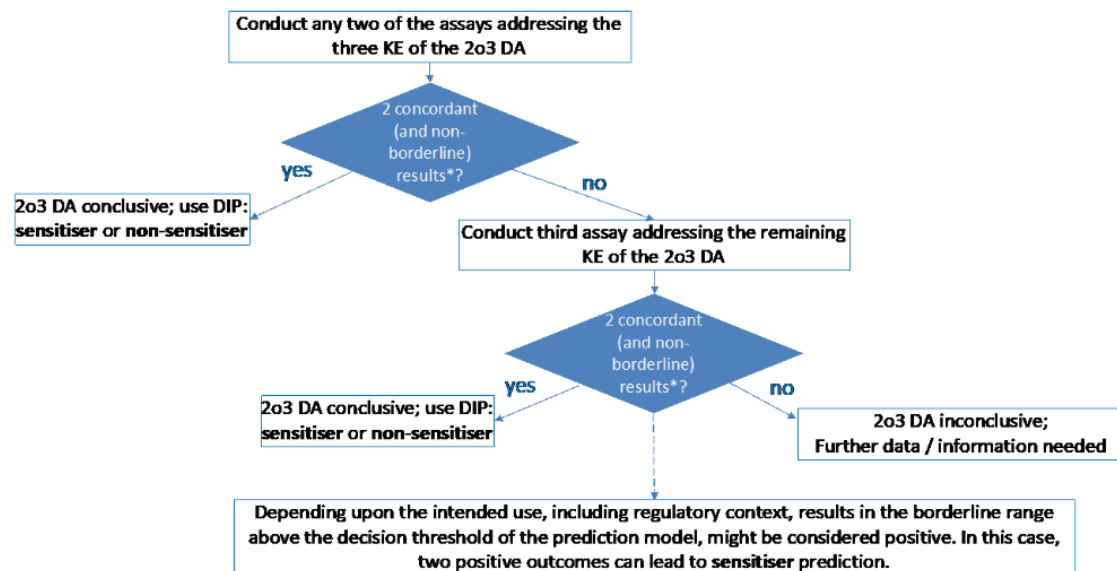 Conduct any two of the assays addressing the
three KE of the 2o3 DA
2 concordant
(and non-
borderline)
results*?
yes
no
2o3 DA conclusive; use DIP:
sensitiser or non-sensitiser
Conduct third assay addressing the remaining
KE of the 2o3 DA
2 concordant
(and non-
borderline)
results*?
yes
no
2o3 DA conclusive; use DIP:
sensitiser or non-sensitiser
2o3 DA inconclusive;
Further data / information needed
Depending upon the intended use, including regulatory context, results in the borderline range
above the decision threshold of the prediction model, might be considered positive. In this case,
two positive outcomes can lead to sensitiser prediction.